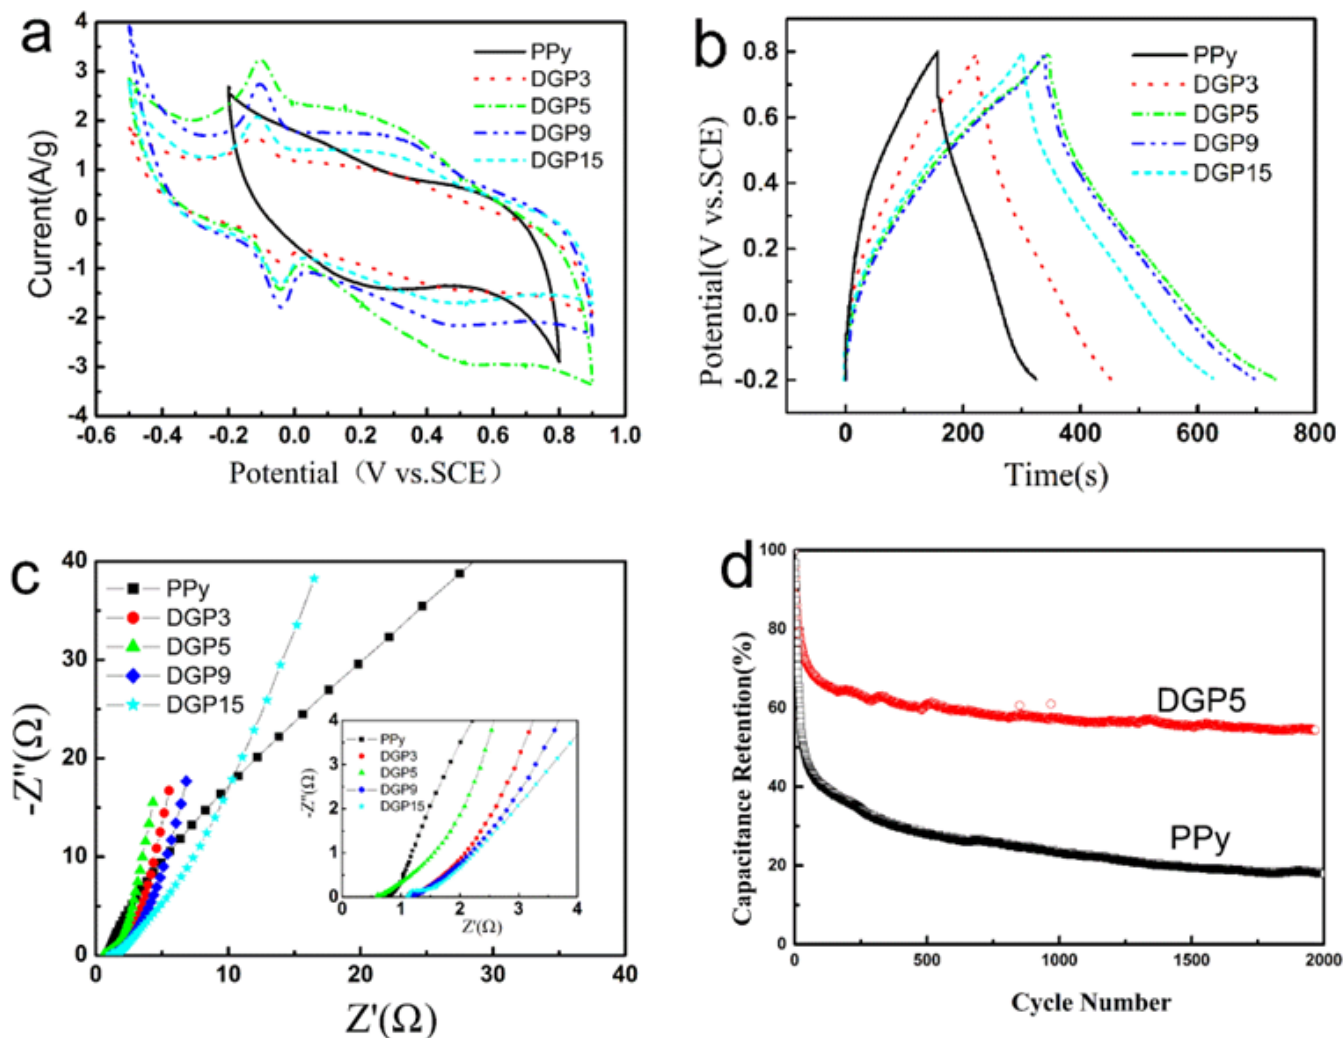 a
4
3
2
1
0
-1
-2
-3
-4
Current(A/g)
PPy
DGP3
DGP5
DGP9
DGP15
-0.6 -0.4 -0.2 0.0 0.2 0.4 0.6 0.8 1.0
Potential（V vs.SCE）
b
0.8
0.6
0.4
0.2
0.0
-0.2
Potential(V vs.SCE)
PPy
DGP3
DGP5
DGP9
DGP15
0 200 400 600 800
Time(s)
c
40
30
20
10
0
-Z''(Ω)
PPy
DGP3
DGP5
DGP9
DGP15
4
3
2
1
0
-Z''(Ω)
PPy
DGP3
DGP5
DGP9
DGP15
0 1 2 3 4
Z'(Ω)
0 10 20 30 40
Z'(Ω)
d
100
80
60
40
20
0
Capacitance Retention(%)
DGP5
PPy
0 500 1000 1500 2000
Cycle Number